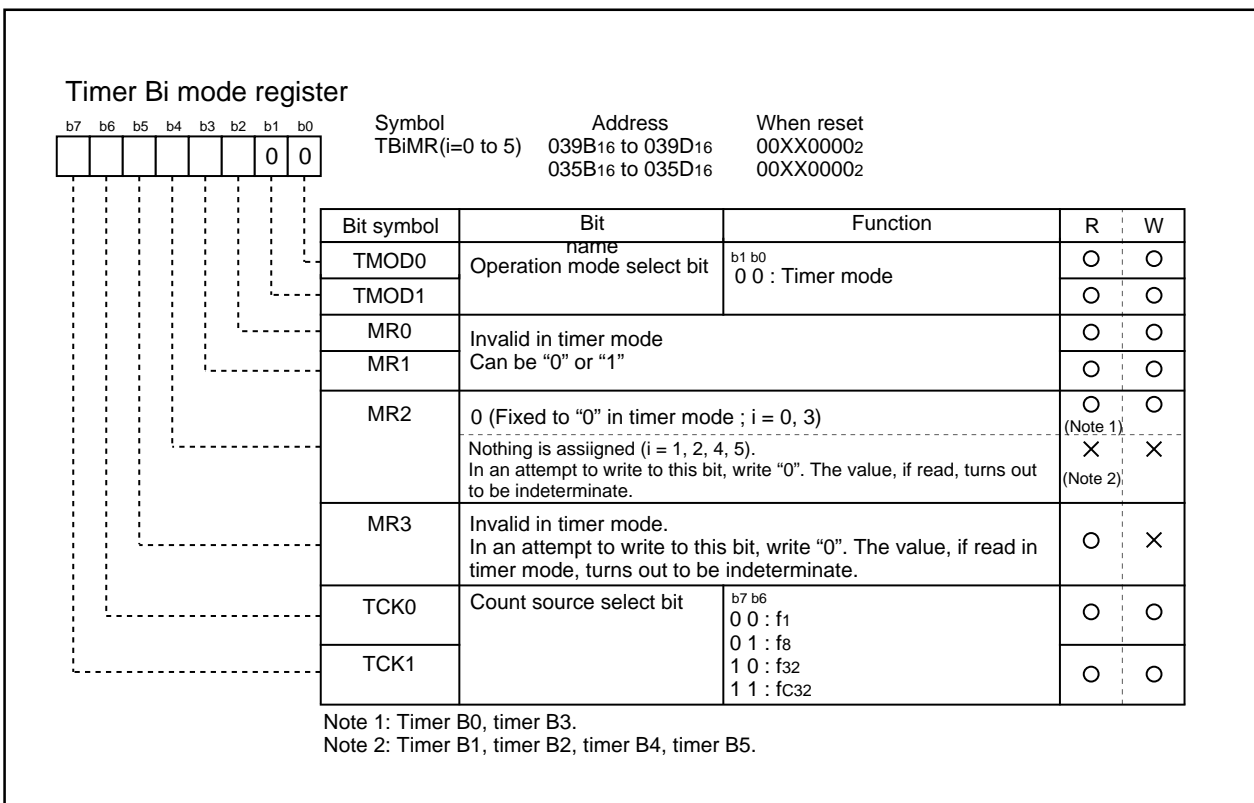 Timer Bi mode register
b7 b6 b5 b4 b3 b2 b1 b0
0 0
Symbol Address When reset
TBiMR(i=0 to 5) 039B16 to 039D16 00XX00002
035B16 to 035D16 00XX00002
Bit symbol Bit name Function R W
TMOD0 Operation mode select bit b1 b0
0 0 : Timer mode
TMOD1
MR0 Invalid in timer mode
MR1 Can be “0” or “1”
MR2 0 (Fixed to “0” in timer mode ; i = 0, 3)
(Note 1)
Nothing is assiigned (i = 1, 2, 4, 5).
In an attempt to write to this bit, write “0”. The value, if read, turns out
to be indeterminate.
(Note 2)
MR3 Invalid in timer mode.
In an attempt to write to this bit, write “0”. The value, if read in
timer mode, turns out to be indeterminate.
TCK0 Count source select bit b7 b6
0 0 : f1
0 1 : f8
TCK1 1 0 : f32
1 1 : fC32
Note 1: Timer B0, timer B3.
Note 2: Timer B1, timer B2, timer B4, timer B5.